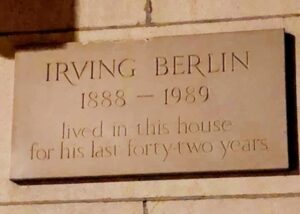 IRVING BERLIN
1888 – 1989
lived in this house
for his last forty-two years